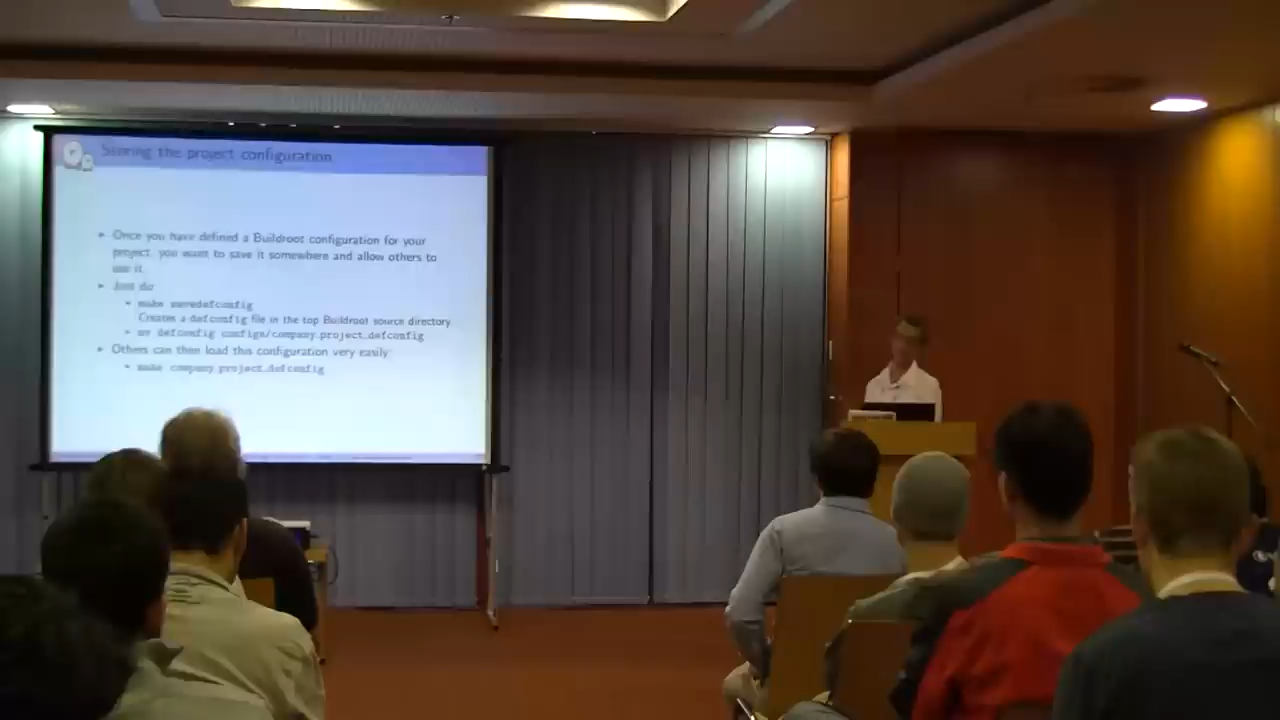 Storing the project configuration
Once you have defined a Buildroot configuration for your
project, you want to save it somewhere and allow others to
use it.
Just do
make savedefconfig
Creates a defconfig file in the top Buildroot source directory
mv defconfig configs/company_project_defconfig
Others can then load this configuration very easily
make company_project_defconfig